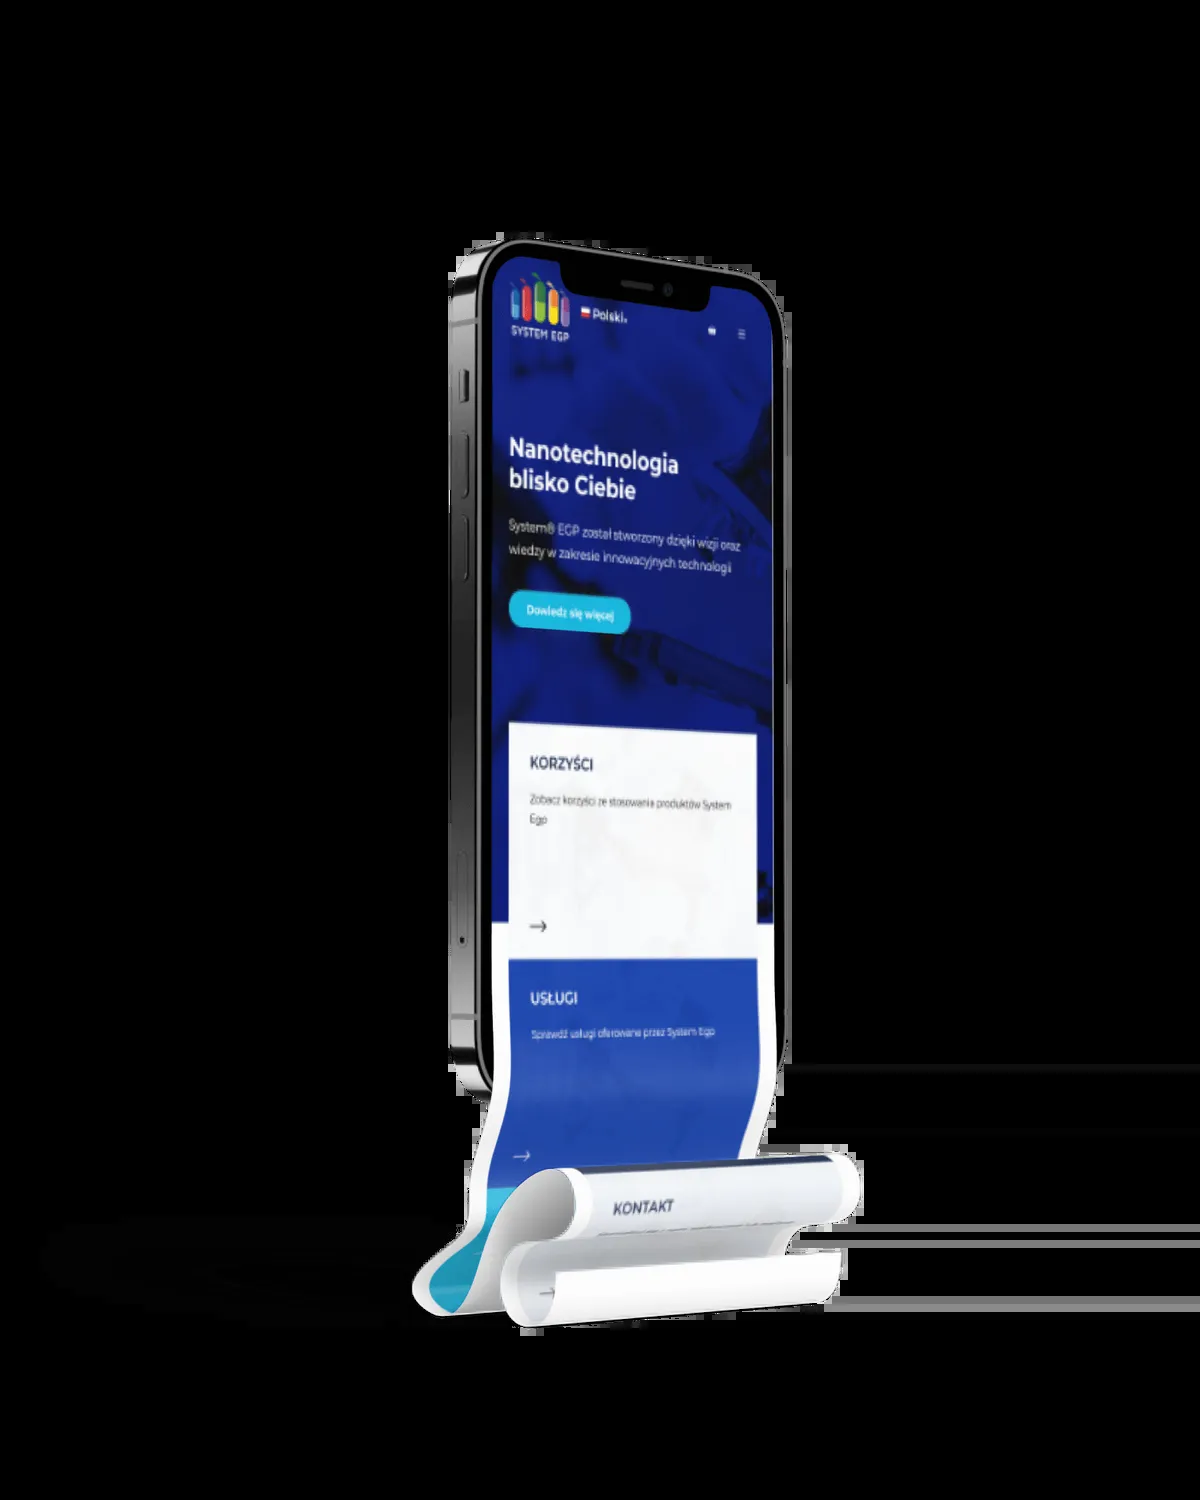 SYSTEM EGP
Polski
Nanotechnologia
blisko Ciebie
System® EGP został stworzony dzięki wizji oraz
wiedzy w zakresie innowacyjnych technologii
Dowiedz się więcej
KORZYŚCI
Zobacz korzyści ze stosowania produktów System
Egp
USŁUGI
Sprawdź usługi oferowane przez System Egp
KONTAKT